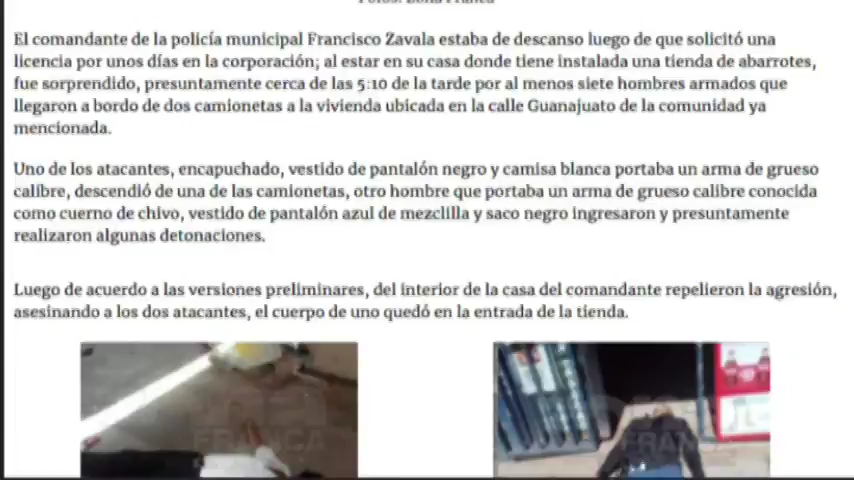 El comandante de la policía municipal Francisco Zavala estaba de descanso luego de que solicitó una
licencia por unos días en la corporación; al estar en su casa donde tiene instalada una tienda de abarrotes,
fue sorprendido, presuntamente cerca de las 5:10 de la tarde por al menos siete hombres armados que
llegaron a bordo de dos camionetas a la vivienda ubicada en la calle Guanajuato de la comunidad ya
mencionada.
Uno de los atacantes, encapuchado, vestido de pantalón negro y camisa blanca portaba un arma de grueso
calibre, descendió de una de las camionetas, otro hombre que portaba un arma de grueso calibre conocida
como cuerno de chivo, vestido de pantalón azul de mezclilla y saco negro ingresaron y presuntamente
realizaron algunas detonaciones.
Luego de acuerdo a las versiones preliminares, del interior de la casa del comandante repelieron la agresión,
asesinando a los dos atacantes, el cuerpo de uno quedó en la entrada de la tienda.
FRANCA
FRANCA